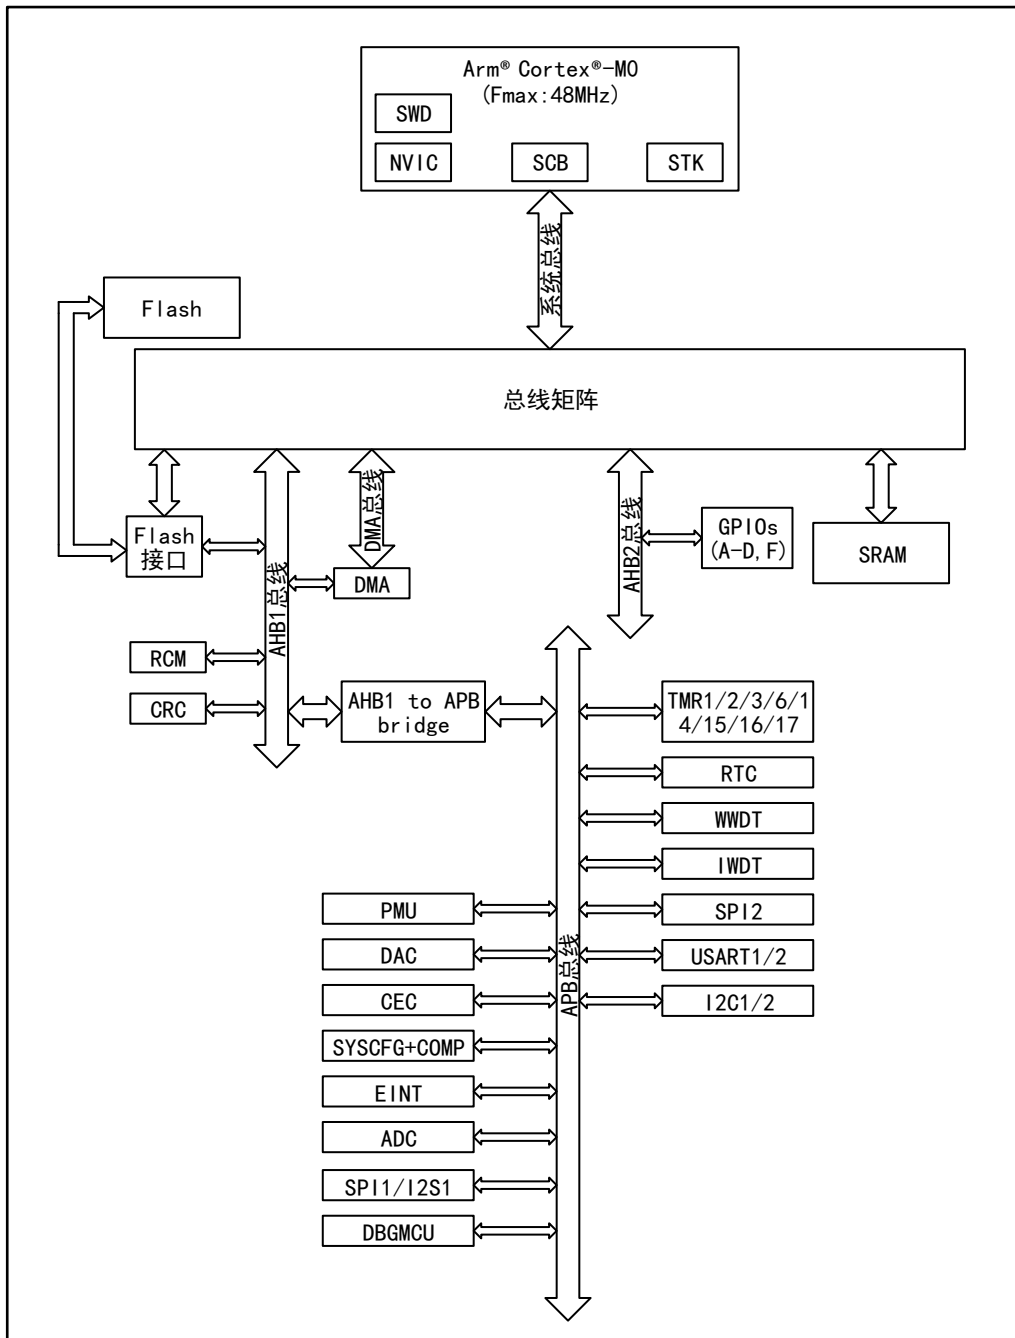 Arm® Cortex®-M0
(Fmax:48MHz)
SWD
NVIC
SCB
STK
系统总线
Flash
总线矩阵
Flash
接口
AHB1总线
DMA总线
DMA
AHB2总线
GPIOs
(A-D,F)
SRAM
RCM
CRC
AHB1 to APB
bridge
APB总线
TMR1/2/3/6/1
4/15/16/17
RTC
WWDT
IWDT
PMU
SPI2
DAC
USART1/2
CEC
I2C1/2
SYSCFG+COMP
EINT
ADC
SPI1/I2S1
DBGMCU